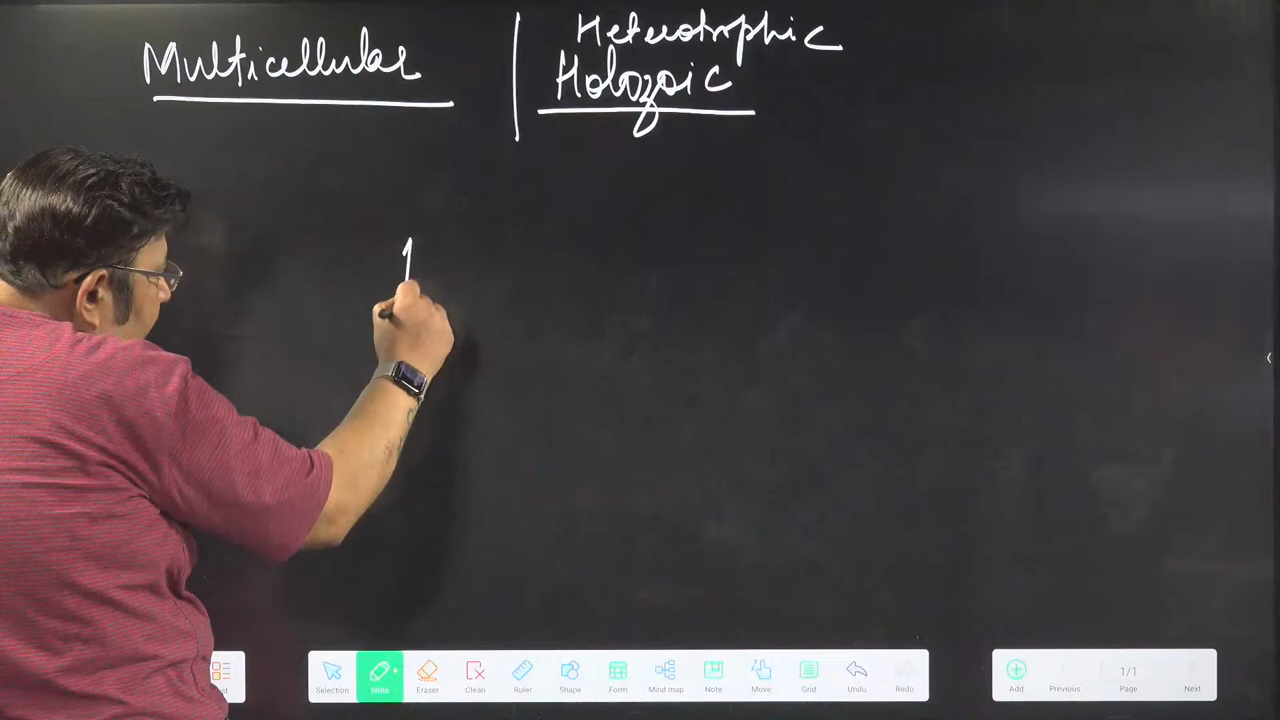 Multicellular
Heterotrophic
Holozoic
1
Selection
Write
Eraser
Clean
Ruler
Shape
Form
Mind map
Note
Move
Grid
Undo
Redo
Add
Previous
1/1
Page
Next